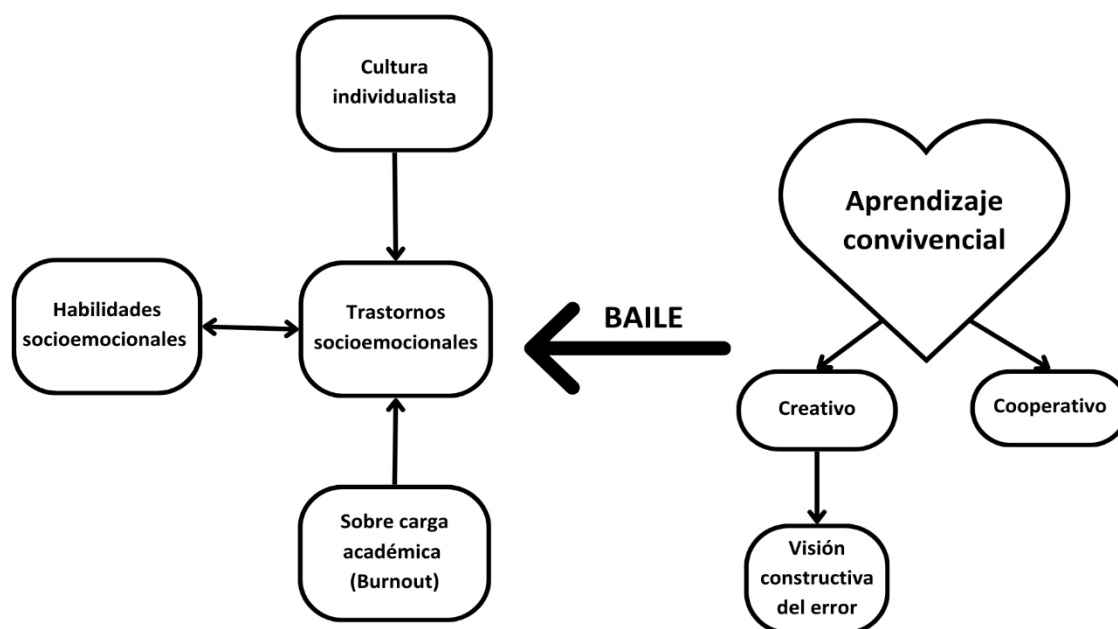 Cultura
individualista
Aprendizaje
convivencial
Habilidades
socioemocionales
Trastornos
socioemocionales
BAILE
Creativo
Cooperativo
Sobre carga
académica
(Burnout)
Visión
constructiva
del error